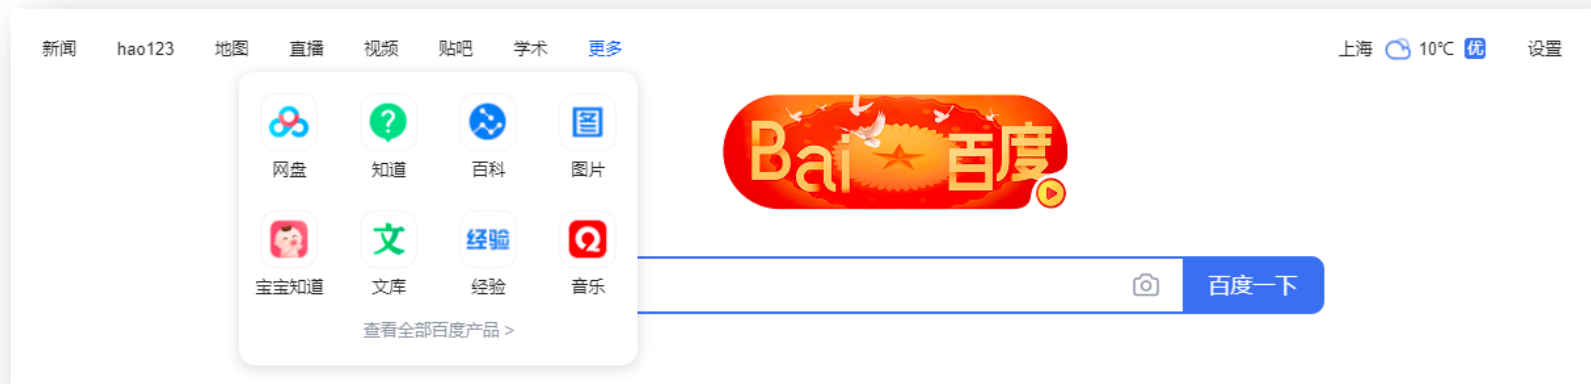 新闻 hao123 地图 直播 视频 贴吧 学术 更多 上海 10℃ 优 设置
Bai 百度
网盘 知道 百科 图片
文 经验
宝宝知道 文库 经验 音乐
百度一下
查看全部百度产品 >